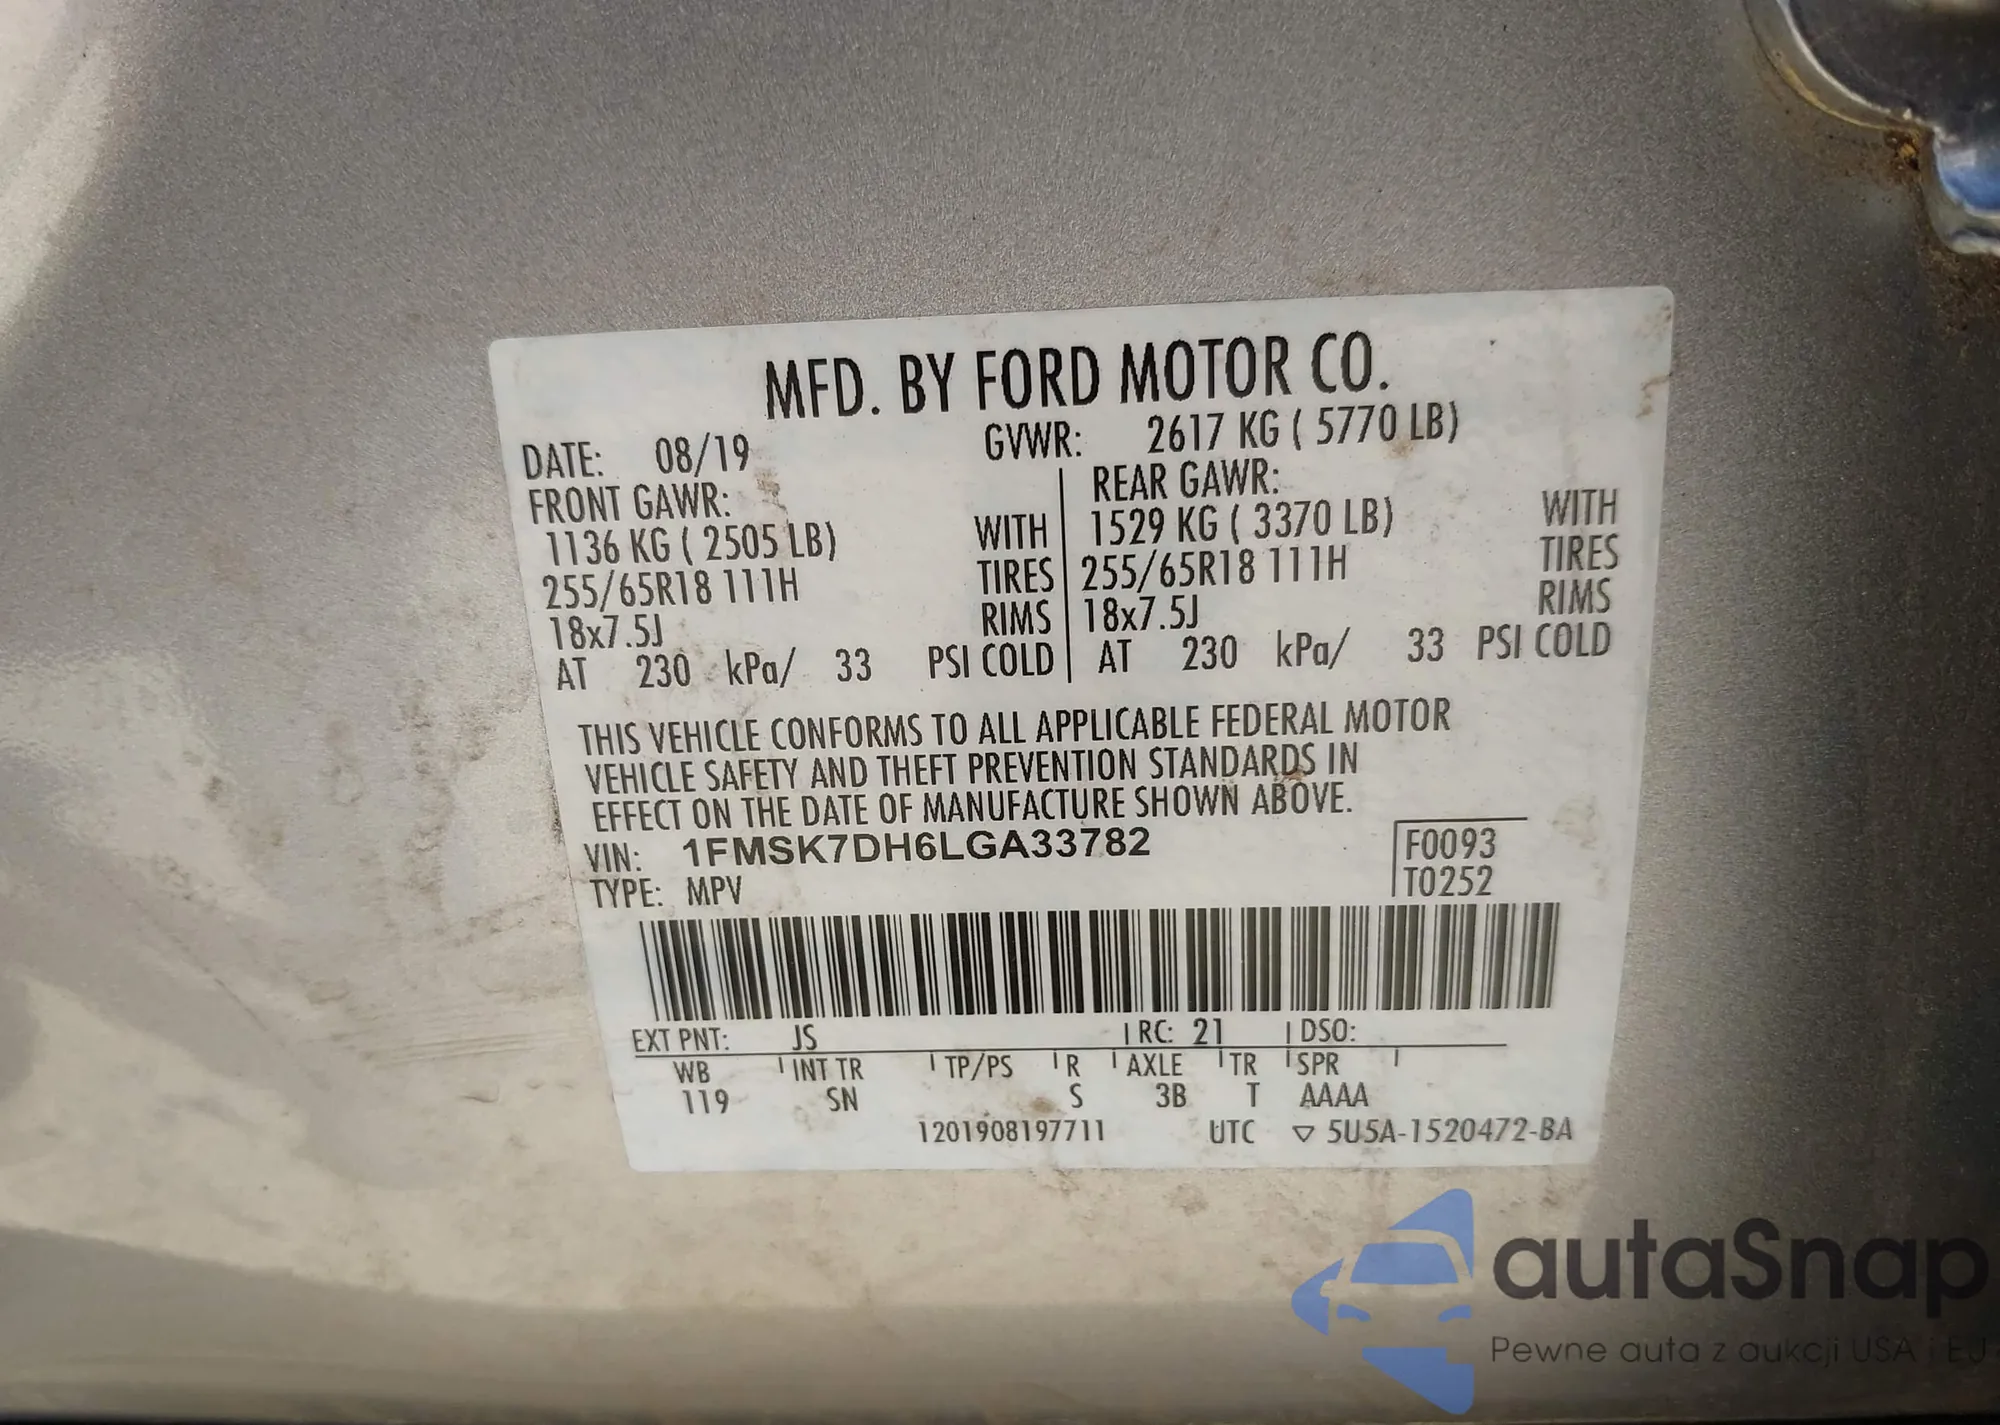 MFD. BY FORD MOTOR CO.
DATE: 08/19 GVWR: 2617 KG ( 5770 LB)
FRONT GAWR: REAR GAWR:
1136 KG ( 2505 LB) WITH 1529 KG ( 3370 LB) WITH
255/65R18 111H TIRES 255/65R18 111H TIRES
18x7.5J RIMS 18x7.5J RIMS
AT 230 kPa/ 33 PSI COLD AT 230 kPa/ 33 PSI COLD
THIS VEHICLE CONFORMS TO ALL APPLICABLE FEDERAL MOTOR
VEHICLE SAFETY AND THEFT PREVENTION STANDARDS IN
EFFECT ON THE DATE OF MANUFACTURE SHOWN ABOVE.
VIN: 1FMSK7DH6LGA33782 F0093
TYPE: MPV T0252
EXT PNT: JS RC: 21 DSO:
WB INT TR TP/PS R AXLE TR SPR
119 SN S 3B T AAAA
1201908197711 UTC ▽ 5U5A-1520472-BA
autaSnap
Pewne auta z aukcji USA i EU